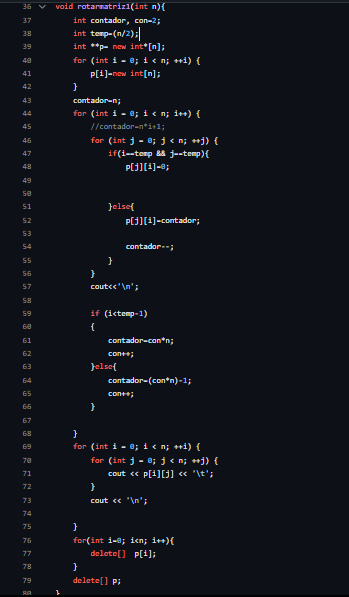 36 void rotarmatriz1(int n){
37 int contador, con=2;
38 int temp=(n/2);
39 int **p= new int*[n];
40 for (int i = 0; i < n; ++i) {
41 p[i]=new int[n];
42 }
43 contador=n;
44 for (int i = 0; i < n; i++) {
45 //contador=n*i+1;
46 for (int j = 0; j < n; ++j) {
47 if(i==temp && j==temp){
48 p[j][i]=0;
49
50
51 }else{
52 p[j][i]=contador;
53
54 contador--;
55 }
56 }
57 cout<<'\n';
58
59 if (i<temp-1)
60 {
61 contador=con*n;
62 con++;
63 }else{
64 contador=(con*n)-1;
65 con++;
66 }
67
68 }
69 for (int i = 0; i < n; ++i) {
70 for (int j = 0; j < n; ++j) {
71 cout << p[i][j] << '\t';
72 }
73 cout << '\n';
74
75 }
76 for(int i=0; i<n; i++){
77 delete[] p[i];
78 }
79 delete[] p;
80 }